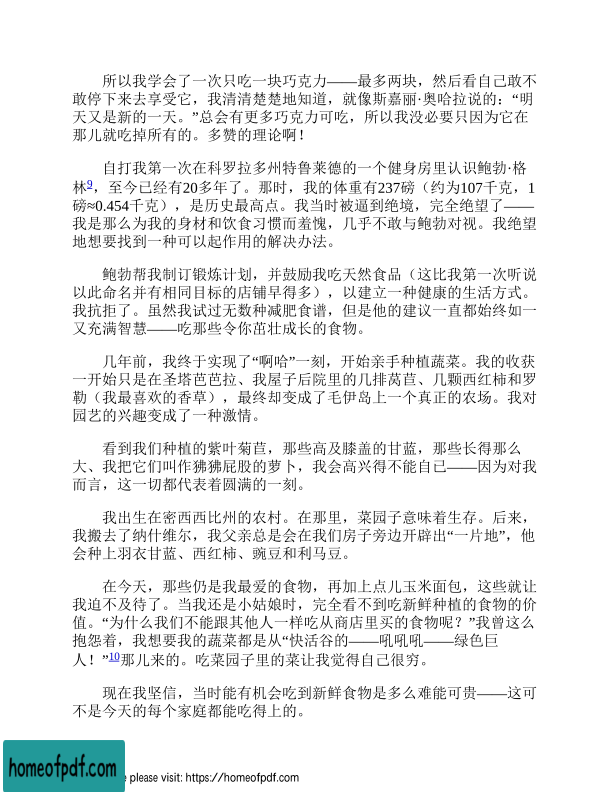 所以我学会了一次只吃一块巧克力——最多两块，然后看自己敢不
敢停下来去享受它，我清清楚楚地知道，就像斯嘉丽·奥哈拉说的：“明
天又是新的一天。”总会有更多巧克力可吃，所以我没必要只因为它在
那儿就吃掉所有的。多赞的理论啊！
自打我第一次在科罗拉多州特鲁莱德的一个健身房里认识鲍勃·格
林9，至今已经有20多年了。那时，我的体重有237磅（约为107千克，1
磅≈0.454千克），是历史最高点。我当时被逼到绝境，完全绝望了——
我是那么为我的身材和饮食习惯而羞愧，几乎不敢与鲍勃对视。我绝望
地想要找到一种可以起作用的解决办法。
鲍勃帮我制订锻炼计划，并鼓励我吃天然食品（这比我第一次听说
以此命名并有相同目标的店铺早得多），以建立一种健康的生活方式。
我抗拒了。虽然我试过无数种减肥食谱，但是他的建议一直都始终如一
又充满智慧——吃那些令你茁壮成长的食物。
几年前，我终于实现了“啊哈”一刻，开始亲手种植蔬菜。我的收获
一开始只是在圣塔芭芭拉、我屋子后院里的几排莴苣、几颗西红柿和罗
勒（我最喜欢的香草），最终却变成了毛伊岛上一个真正的农场。我对
园艺的兴趣变成了一种激情。
看到我们种植的紫叶菊苣，那些高及膝盖的甘蓝，那些长得那么
大、我把它们叫作狒狒屁股的萝卜，我会高兴得不能自已——因为对我
而言，这一切都代表着圆满的一刻。
我出生在密西西比州的农村。在那里，菜园子意味着生存。后来，
我搬去了纳什维尔，我父亲总是会在我们房子旁边开辟出“一片地”，他
会种上羽衣甘蓝、西红柿、豌豆和利马豆。
在今天，那些仍是我最爱的食物，再加上点儿玉米面包，这些就让
我迫不及待了。当我还是小姑娘时，完全看不到吃新鲜种植的食物的价
值。“为什么我们不能跟其他人一样吃从商店里买的食物呢？”我曾这么
抱怨着，我想要我的蔬菜都是从“快活谷的——吼吼吼——绿色巨
人！”10那儿来的。吃菜园子里的菜让我觉得自己很穷。
现在我坚信，当时能有机会吃到新鲜食物是多么难能可贵——这可
不是今天的每个家庭都能吃得上的。
homeofpdf.com
e please visit: https://homeofpdf.com